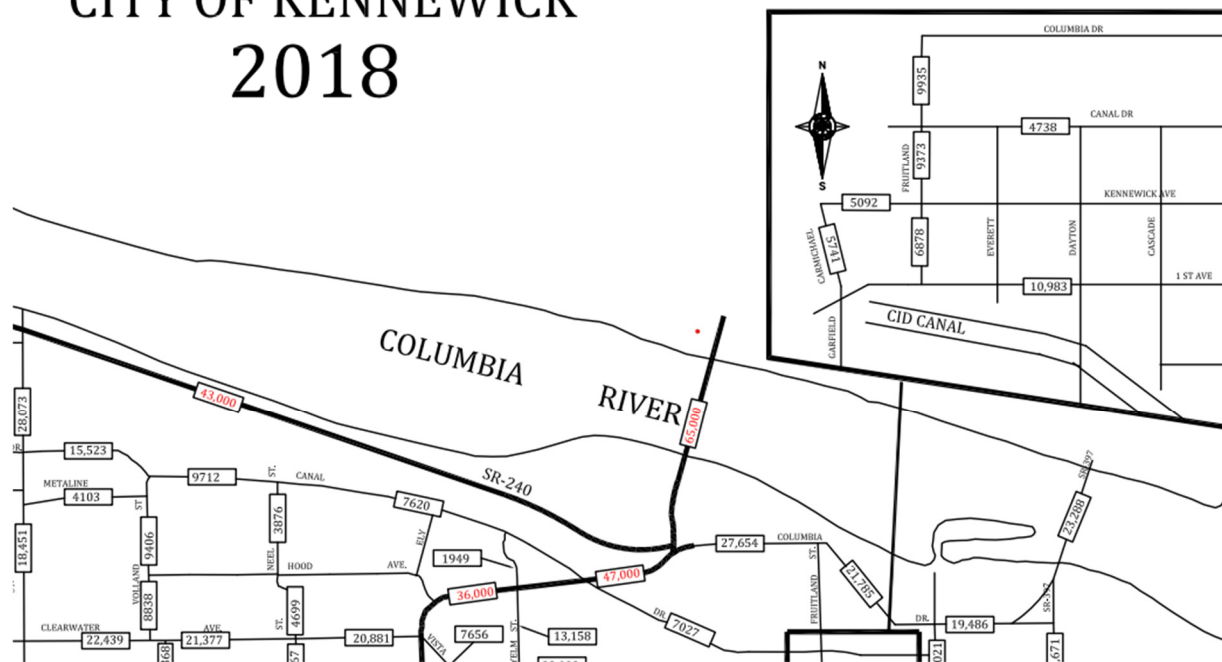 CITY OF KENNEWICK
2018
COLUMBIA DR
N
S
9935
CANAL DR
4738
FRUITLAND
9373
KENNEWICK AVE
5092
CARMICHAEL
5741
6878
EVERETT
DAYTON
CASCADE
1 ST AVE
10,983
GARFIELD
CID CANAL
COLUMBIA
RIVER
65,000
43,000
SR-240
28,073
15,523
METALINE
4103
ST
9712
ST.
CANAL
7620
3876
ELY
18,451
9406
NEEL
HOOD
AVE.
1949
VOLLAND
8838
4699
ST.
36,000
47,000
27,654
COLUMBIA
ST.
FRUITLAND
21,785
DR.
19,486
SR-397
23,288
SR-397
CLEARWATER
22,439
AVE.
21,377
20,881
VISTA
7656
ST.
13,158
DR.
7027